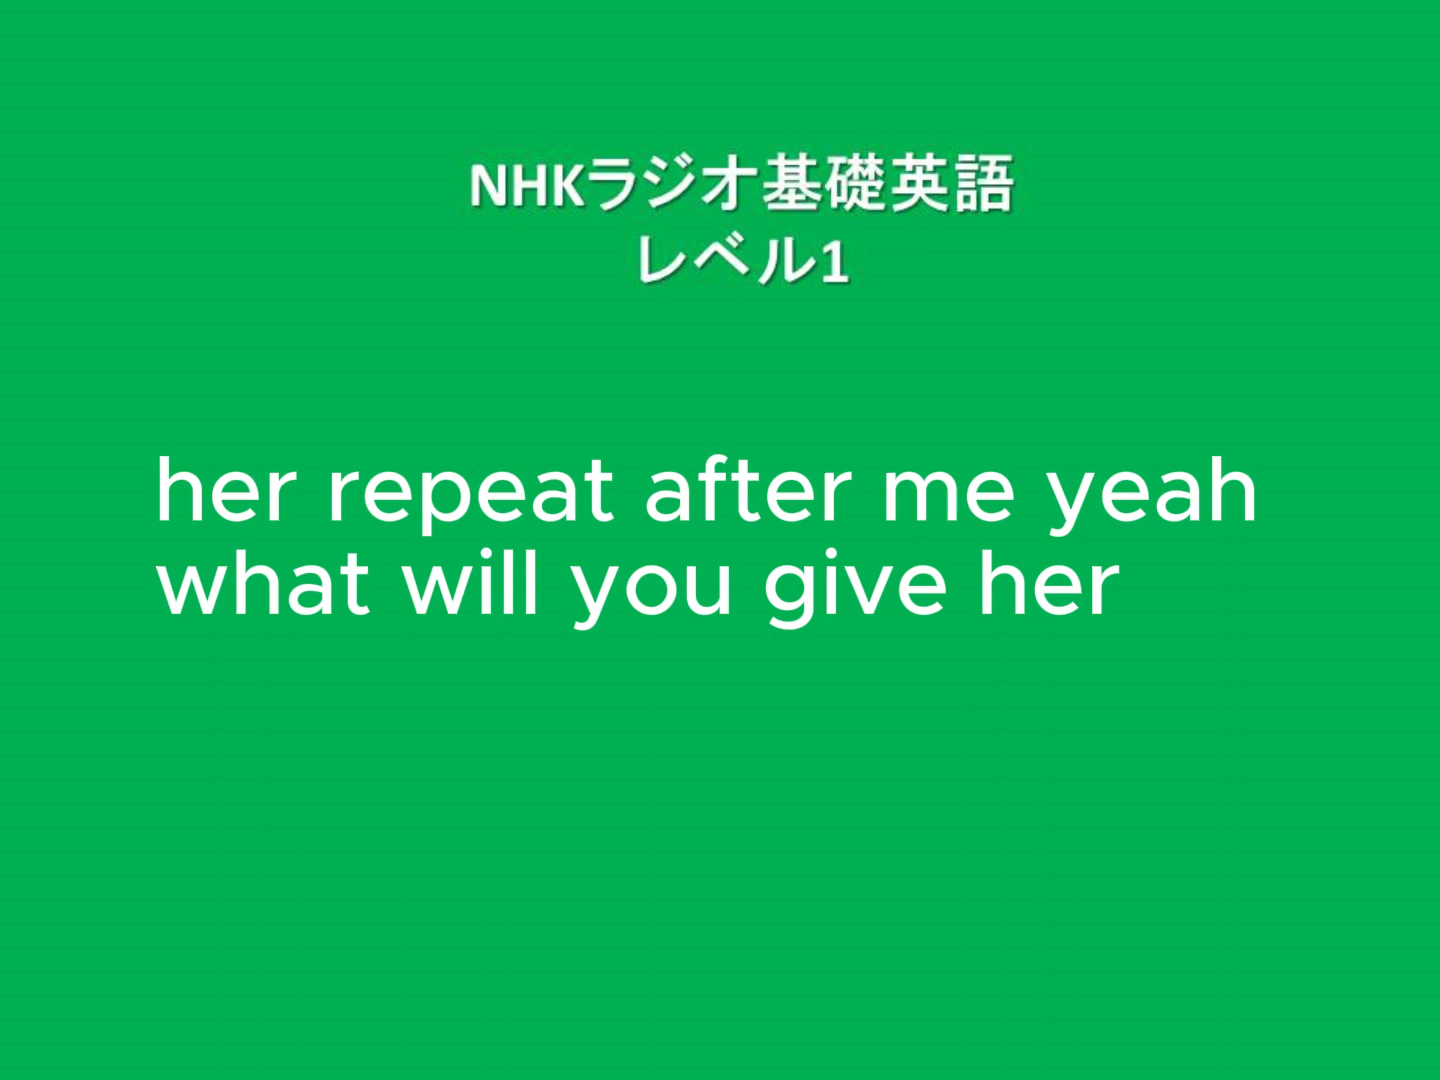 NHKラジオ基礎英語
レベル1
her repeat after me yeah
what will you give her